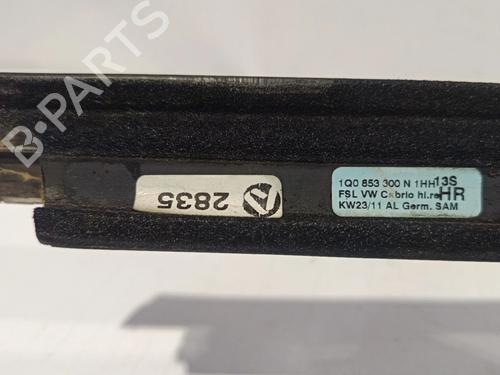 B-PARTS
2835
1Q0 853 300 N 1HH 13S
FSL VW Cabrio hi.re HR
KW23/11 AL Germ. SAM